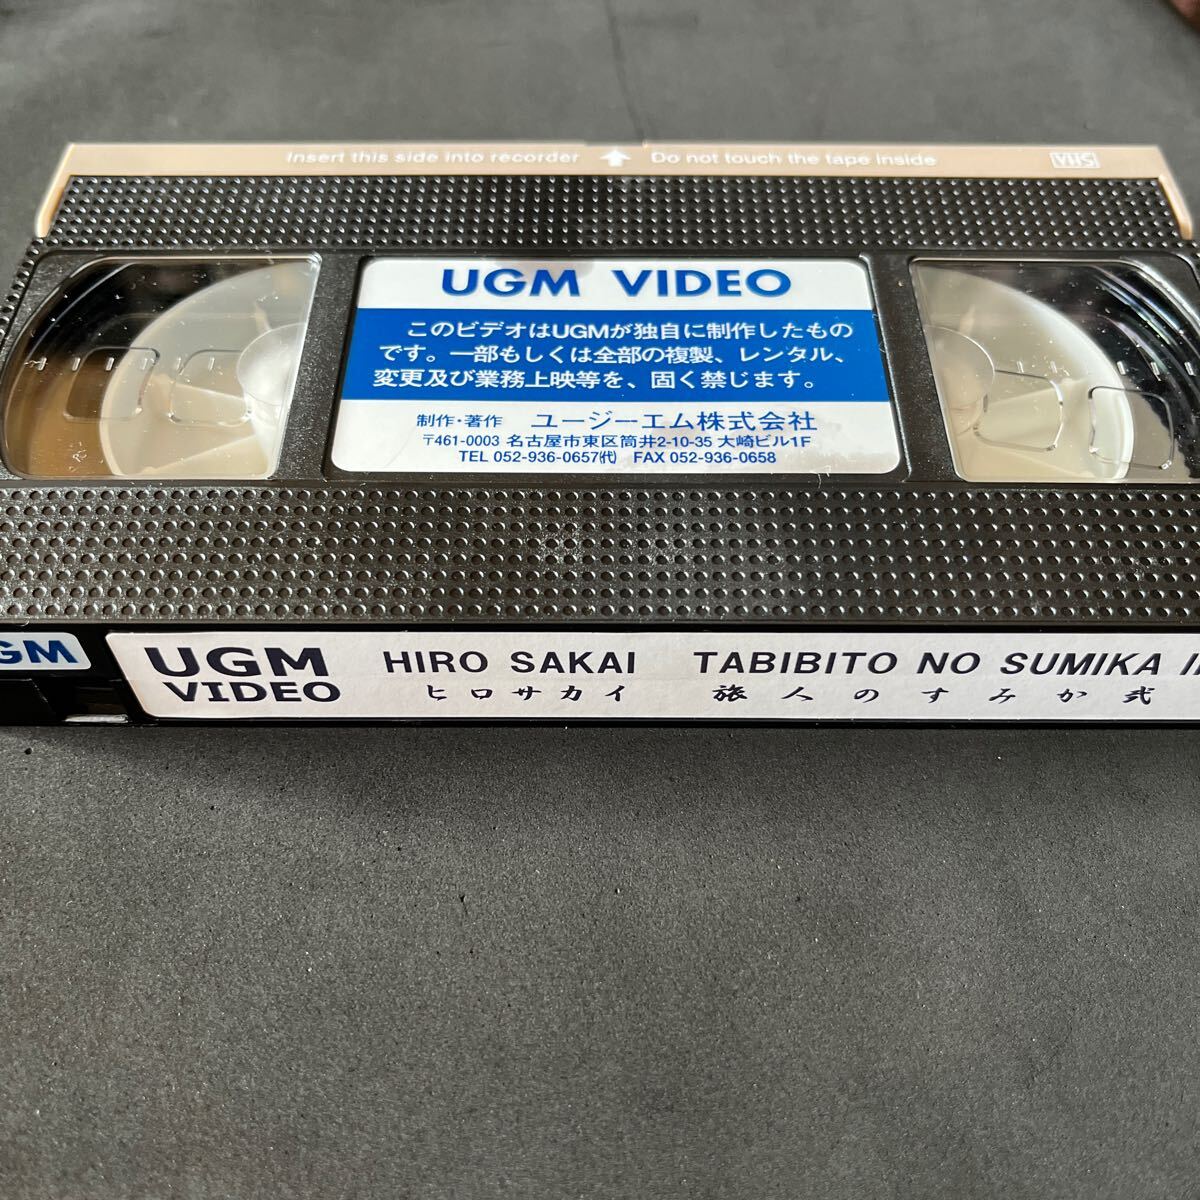 Insert this side into recorder ⬆ Do not touch the tape inside VHS
UGM VIDEO
このビデオはUGMが独自に制作したもの
です。一部もしくは全部の複製、レンタル、
変更及び業務上映等を、固く禁じます。
制作・著作 ユージーエム株式会社
〒461-0003 名古屋市東区筒井2-10-35 大崎ビル1F
TEL 052-936-0657㈹ FAX 052-936-0658
GM
UGM
VIDEO
HIRO SAKAI TABIBITO NO SUMIKA
ヒロサカイ 旅人のすみか弐